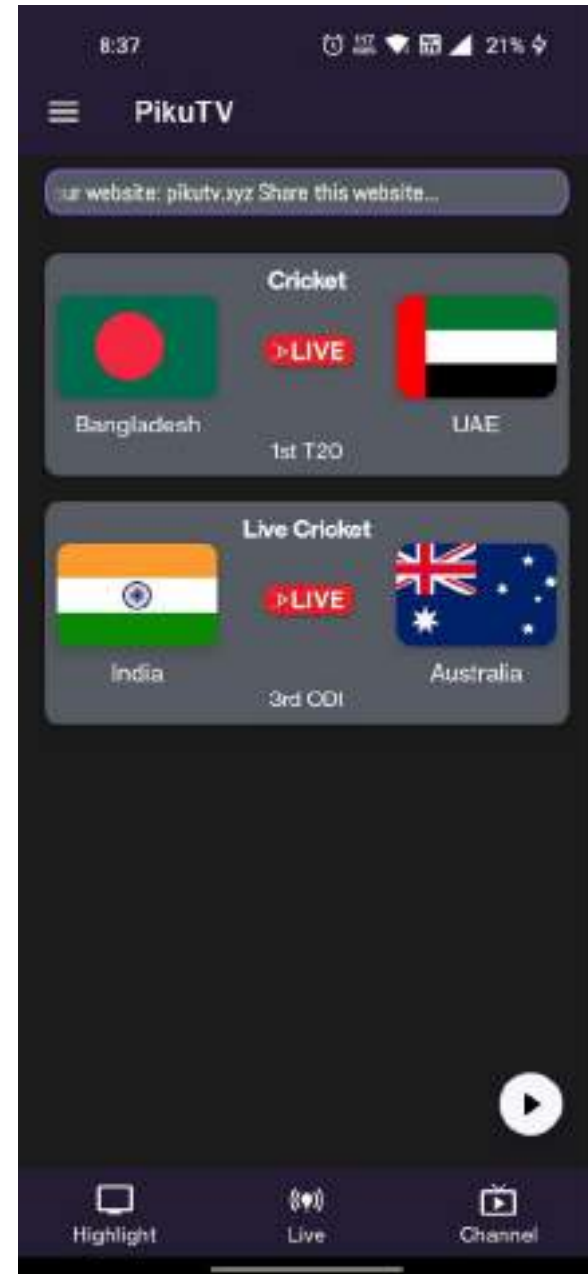 8:37
21%
PikuTV
ur website: pikutv.xyz Share this website...
Cricket
LIVE
Bangladesh
UAE
1st T20
Live Cricket
LIVE
India
Australia
3rd ODI
Highlight
Live
Channel